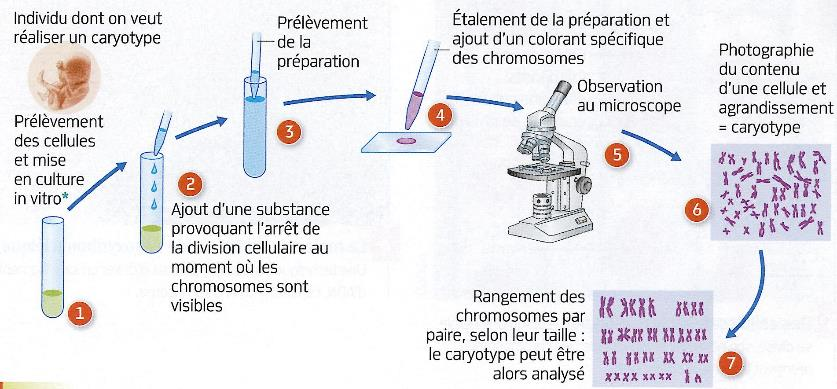 Individu dont on veut
réaliser un caryotype
Prélèvement
des cellules
et mise
en culture
in vitro*
1
2
Ajout d'une substance
provoquant l'arrêt de
la division cellulaire au
moment où les
chromosomes sont
visibles
Prélèvement
de la
préparation
3
Étalement de la préparation et
ajout d'un colorant spécifique
des chromosomes
4
Observation
au microscope
5
Photographie
du contenu
d'une cellule et
agrandissement
= caryotype
6
Rangement des
chromosomes par
paire, selon leur taille :
le caryotype peut être
alors analysé
7